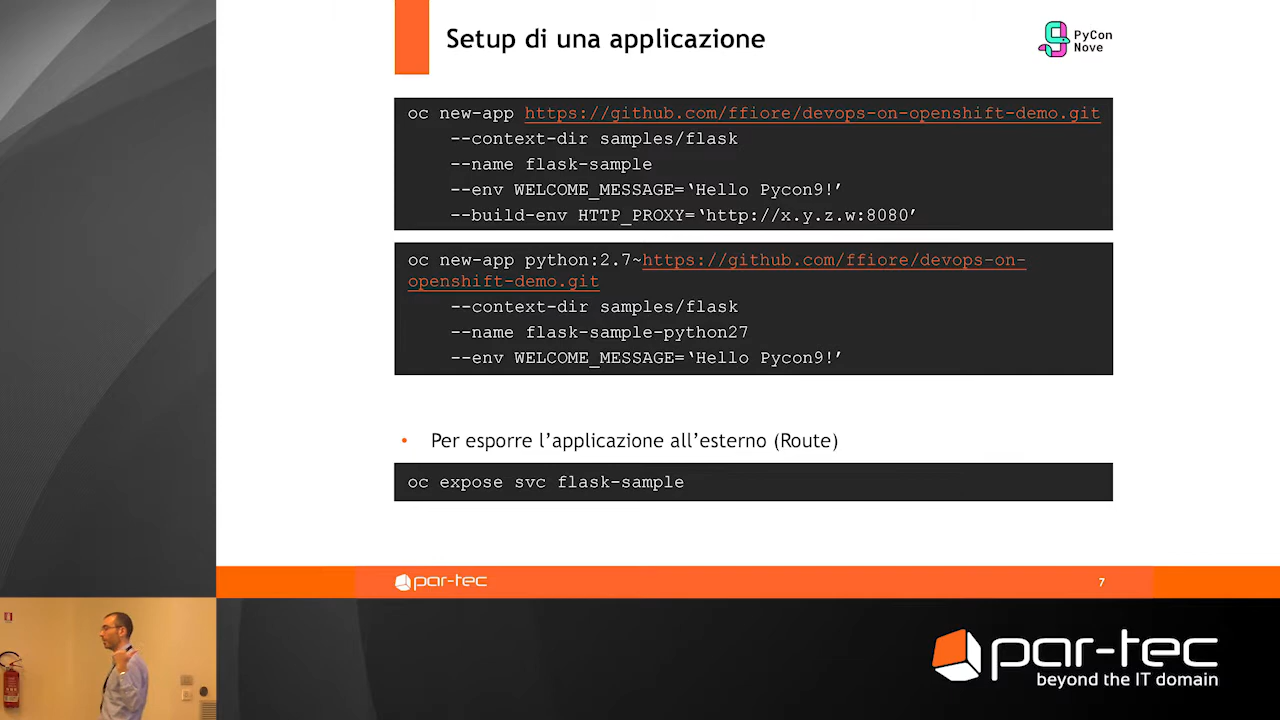 Setup di una applicazione
PyCon
Nove
oc new-app https://github.com/ffiore/devops-on-openshift-demo.git
--context-dir samples/flask
--name flask-sample
--env WELCOME_MESSAGE=‘Hello Pycon9!’
--build-env HTTP_PROXY=‘http://x.y.z.w:8080’
oc new-app python:2.7~https://github.com/ffiore/devops-on-
openshift-demo.git
--context-dir samples/flask
--name flask-sample-python27
--env WELCOME_MESSAGE=‘Hello Pycon9!’
• Per esporre l’applicazione all’esterno (Route)
oc expose svc flask-sample
par-tec
7
par-tec
beyond the IT domain